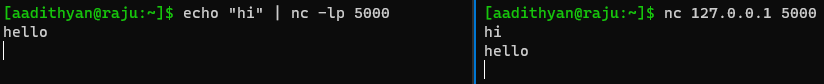 [aadithyan@raju:~]$ echo "hi" | nc -lp 5000
hello
[aadithyan@raju:~]$ nc 127.0.0.1 5000
hi
hello